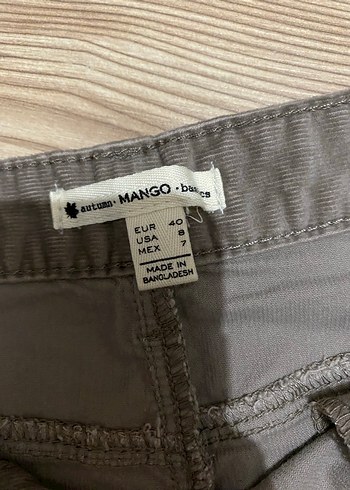 autumn · MANGO · basics
EUR 40
USA 8
MEX 7
MADE IN
BANGLADESH